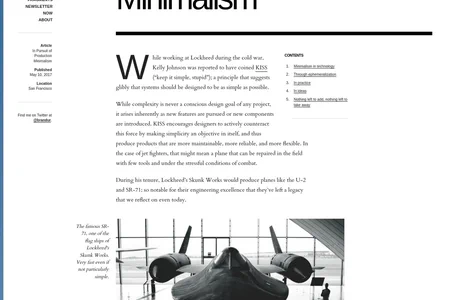 Minimalism
NEWSLETTER
NOW
ABOUT
Article
In Pursuit of
Production
Minimalism
Published
May 10, 2017
Location
San Francisco
Find me on Twitter at
@brandur.
While working at Lockheed during the cold war,
Kelly Johnson was reported to have coined KISS
("keep it simple, stupid"); a principle that suggests
glibly that systems should be designed to be as simple as possible.
While complexity is never a conscious design goal of any project,
it arises inherently as new features are pursued or new components
are introduced. KISS encourages designers to actively counteract
this force by making simplicity an objective in itself, and thus
produce products that are more maintainable, more reliable, and more flexible. In
the case of jet fighters, that might mean a plane that can be repaired in the field
with few tools and under the stressful conditions of combat.
During his tenure, Lockheed's Skunk Works would produce planes like the U-2
and SR-71; so notable for their engineering excellence that they've left a legacy
that we reflect on even today.
CONTENTS
1. Minimalism in technology
2. Through ephemeralization
3. In practice
4. In ideas
5. Nothing left to add, nothing left to
take away
The famous SR-
71, one of the
flag ships of
Lockheed's
Skunk Works.
Very fast even if
not particularly
simple.